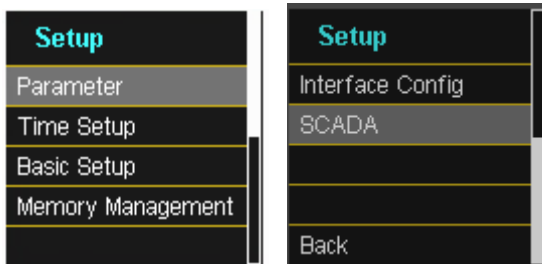 Setup
Parameter
Time Setup
Basic Setup
Memory Management
Setup
Interface Config
SCADA
Back